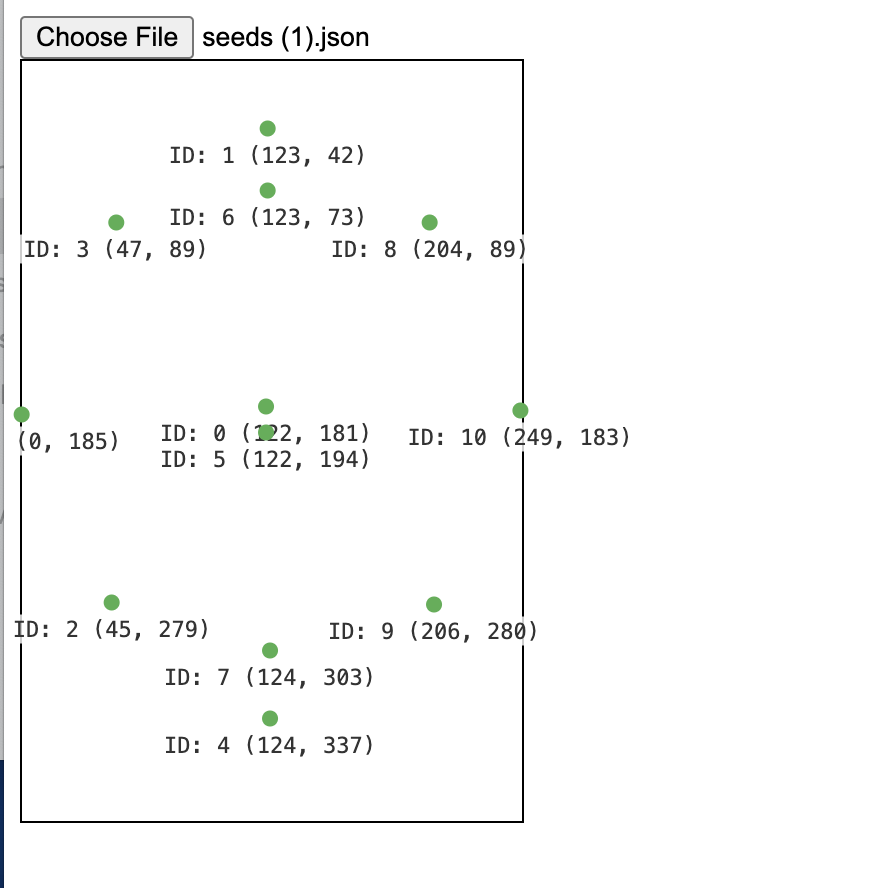 Choose File seeds (1).json
ID: 1 (123, 42)
ID: 6 (123, 73)
ID: 3 (47, 89)
ID: 8 (204, 89)
(0, 185)
ID: 0 (122, 181)
ID: 10 (249, 183)
ID: 5 (122, 194)
ID: 2 (45, 279)
ID: 9 (206, 280)
ID: 7 (124, 303)
ID: 4 (124, 337)